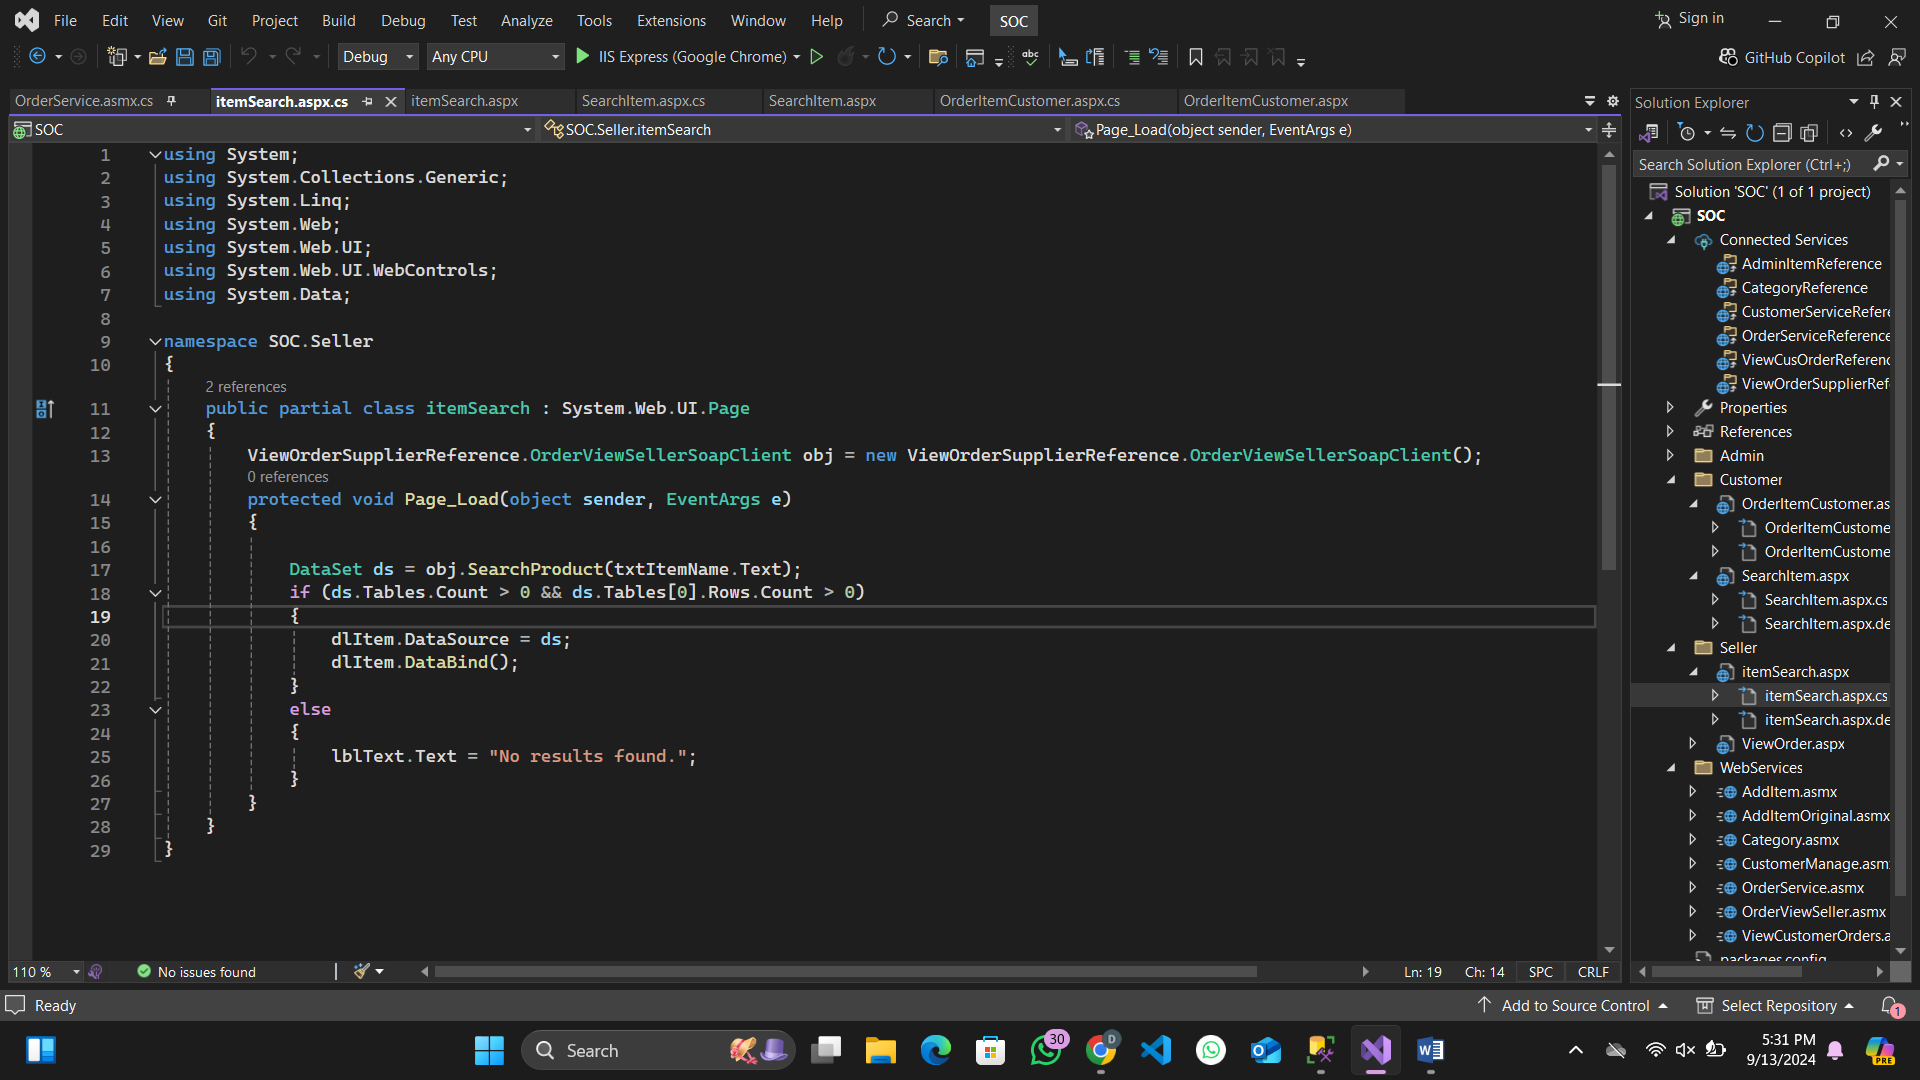 File Edit View Git Project Build Debug Test Analyze Tools Extensions Window Help Search SOC Sign in
Debug Any CPU IIS Express (Google Chrome) GitHub Copilot
OrderService.asmx.cs itemSearch.aspx.cs itemSearch.aspx SearchItem.aspx.cs SearchItem.aspx OrderItemCustomer.aspx.cs OrderItemCustomer.aspx
SOC SOC.Seller.itemSearch Page_Load(object sender, EventArgs e)
1 using System;
2 using System.Collections.Generic;
3 using System.Linq;
4 using System.Web;
5 using System.Web.UI;
6 using System.Web.UI.WebControls;
7 using System.Data;
8
9 namespace SOC.Seller
10 {
2 references
11 public partial class itemSearch : System.Web.UI.Page
12 {
13 ViewOrderSupplierReference.OrderViewSellerSoapClient obj = new ViewOrderSupplierReference.OrderViewSellerSoapClient();
0 references
14 protected void Page_Load(object sender, EventArgs e)
15 {
16
17 DataSet ds = obj.SearchProduct(txtItemName.Text);
18 if (ds.Tables.Count > 0 && ds.Tables[0].Rows.Count > 0)
19 {
20 dlItem.DataSource = ds;
21 dlItem.DataBind();
22 }
23 else
24 {
25 lblText.Text = "No results found.";
26 }
27 }
28 }
29 }
110 % No issues found Ln: 19 Ch: 14 SPC CRLF
Solution Explorer
Search Solution Explorer (Ctrl+;)
Solution 'SOC' (1 of 1 project)
SOC
Connected Services
AdminItemReference
CategoryReference
CustomerServiceRefere
OrderServiceReference
ViewCusOrderReferenc
ViewOrderSupplierRef
Properties
References
Admin
Customer
OrderItemCustomer.as
OrderItemCustome
OrderItemCustome
SearchItem.aspx
SearchItem.aspx.cs
SearchItem.aspx.de
Seller
itemSearch.aspx
itemSearch.aspx.cs
itemSearch.aspx.de
ViewOrder.aspx
WebServices
AddItem.asmx
AddItemOriginal.asmx
Category.asmx
CustomerManage.asm
OrderService.asmx
OrderViewSeller.asmx
ViewCustomerOrders.a
packages.config
Ready Add to Source Control Select Repository 1
Search 30 D 5:31 PM
9/13/2024 PRE